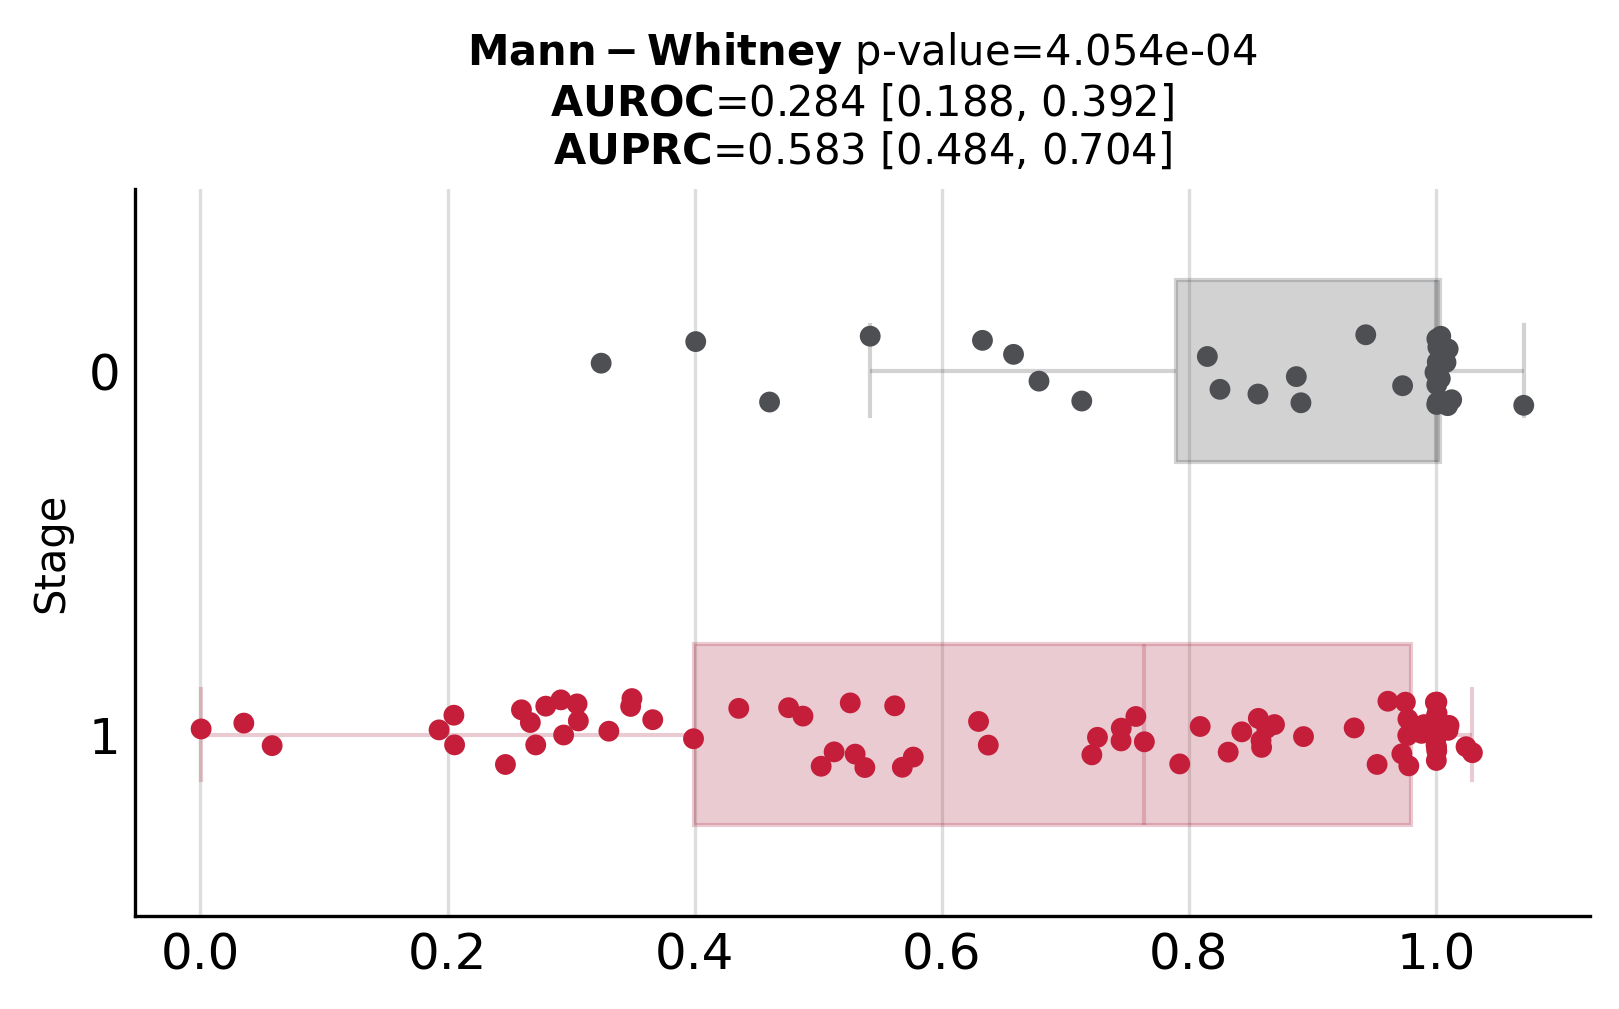 Mann − Whitney p-value=4.054e-04
AUROC=0.284 [0.188, 0.392]
AUPRC=0.583 [0.484, 0.704]
Stage
0
1
0.0 0.2 0.4 0.6 0.8 1.0